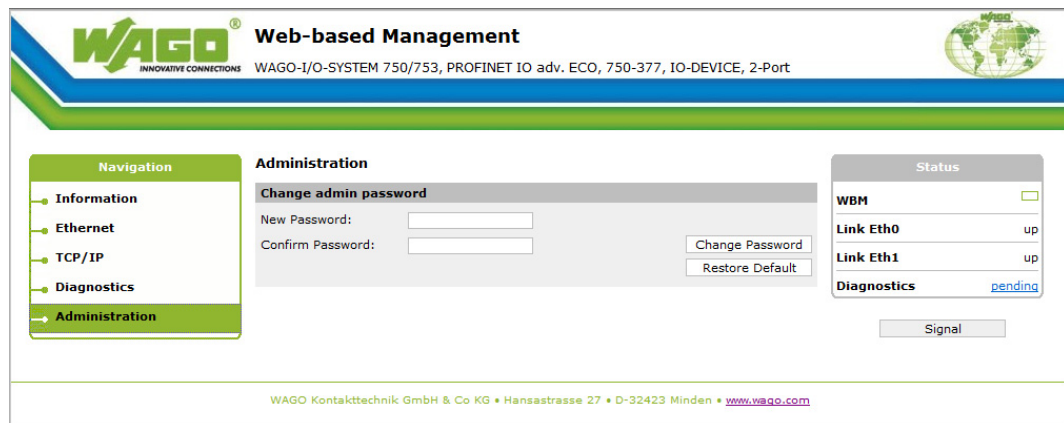 WAGO®
INNOVATIVE CONNECTIONS
Web-based Management
WAGO-I/O-SYSTEM 750/753, PROFINET IO adv. ECO, 750-377, IO-DEVICE, 2-Port
WAGO
Navigation
Information
Ethernet
TCP/IP
Diagnostics
Administration
Administration
Change admin password
New Password:
Confirm Password:
Change Password
Restore Default
Status
WBM
Link Eth0 up
Link Eth1 up
Diagnostics pending
Signal
WAGO Kontakttechnik GmbH & Co KG • Hansastrasse 27 • D-32423 Minden • www.wago.com